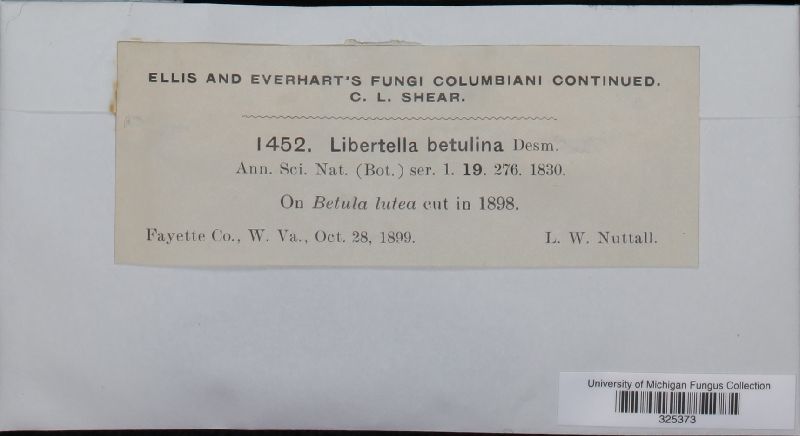 ELLIS AND EVERHART'S FUNGI COLUMBIANI CONTINUED.
C. L. SHEAR.
1452. Libertella betulina Desm.
Ann. Sci. Nat. (Bot.) ser. 1. 19. 276. 1830.
On Betula lutea cut in 1898.
Fayette Co., W. Va., Oct. 28, 1899. L. W. Nuttall.
University of Michigan Fungus Collection
325373